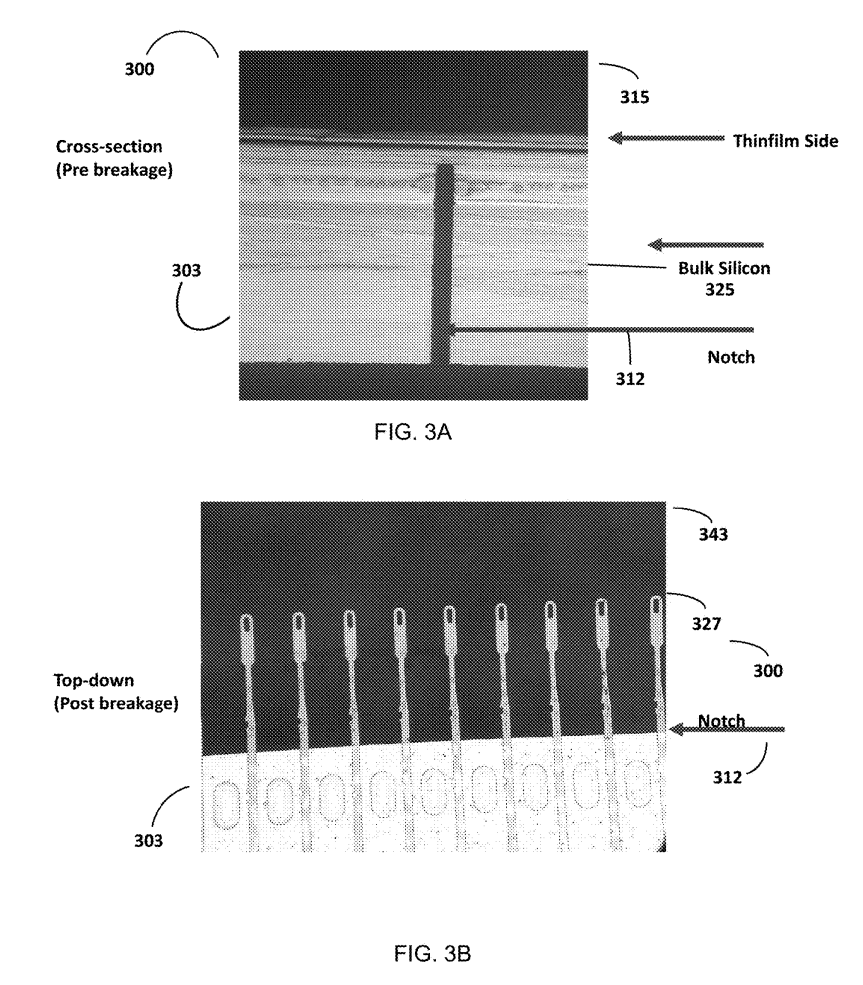 300
315
Thinfilm Side
Cross-section
(Pre breakage)
303
Bulk Silicon
325
312
Notch
FIG. 3A
343
327
300
Top-down
(Post breakage)
Notch
312
303
FIG. 3B